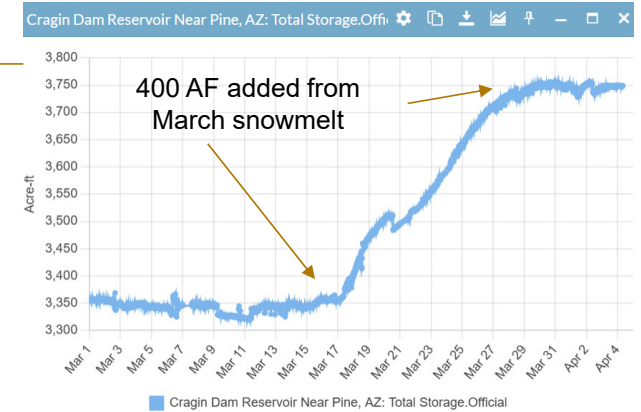 Cragin Dam Reservoir Near Pine, AZ: Total Storage.Offi
3,800
3,750
3,700
3,650
3,600
3,550
3,500
3,450
3,400
3,350
3,300
Acre-ft
400 AF added from
March snowmelt
Mar 1 Mar 3 Mar 5 Mar 7 Mar 9 Mar 11 Mar 13 Mar 15 Mar 17 Mar 19 Mar 21 Mar 23 Mar 25 Mar 27 Mar 29 Mar 31 Apr 2 Apr 4
Cragin Dam Reservoir Near Pine, AZ: Total Storage.Official